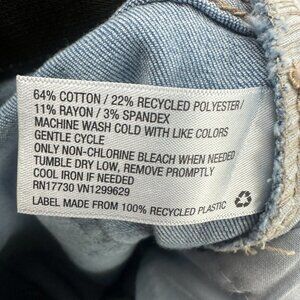 64% COTTON / 22% RECYCLED POLYESTER/
11% RAYON / 3% SPANDEX
MACHINE WASH COLD WITH LIKE COLORS
GENTLE CYCLE
ONLY NON-CHLORINE BLEACH WHEN NEEDED
TUMBLE DRY LOW, REMOVE PROMPTLY
COOL IRON IF NEEDED
RN17730 VN1299629
LABEL MADE FROM 100% RECYCLED PLASTIC